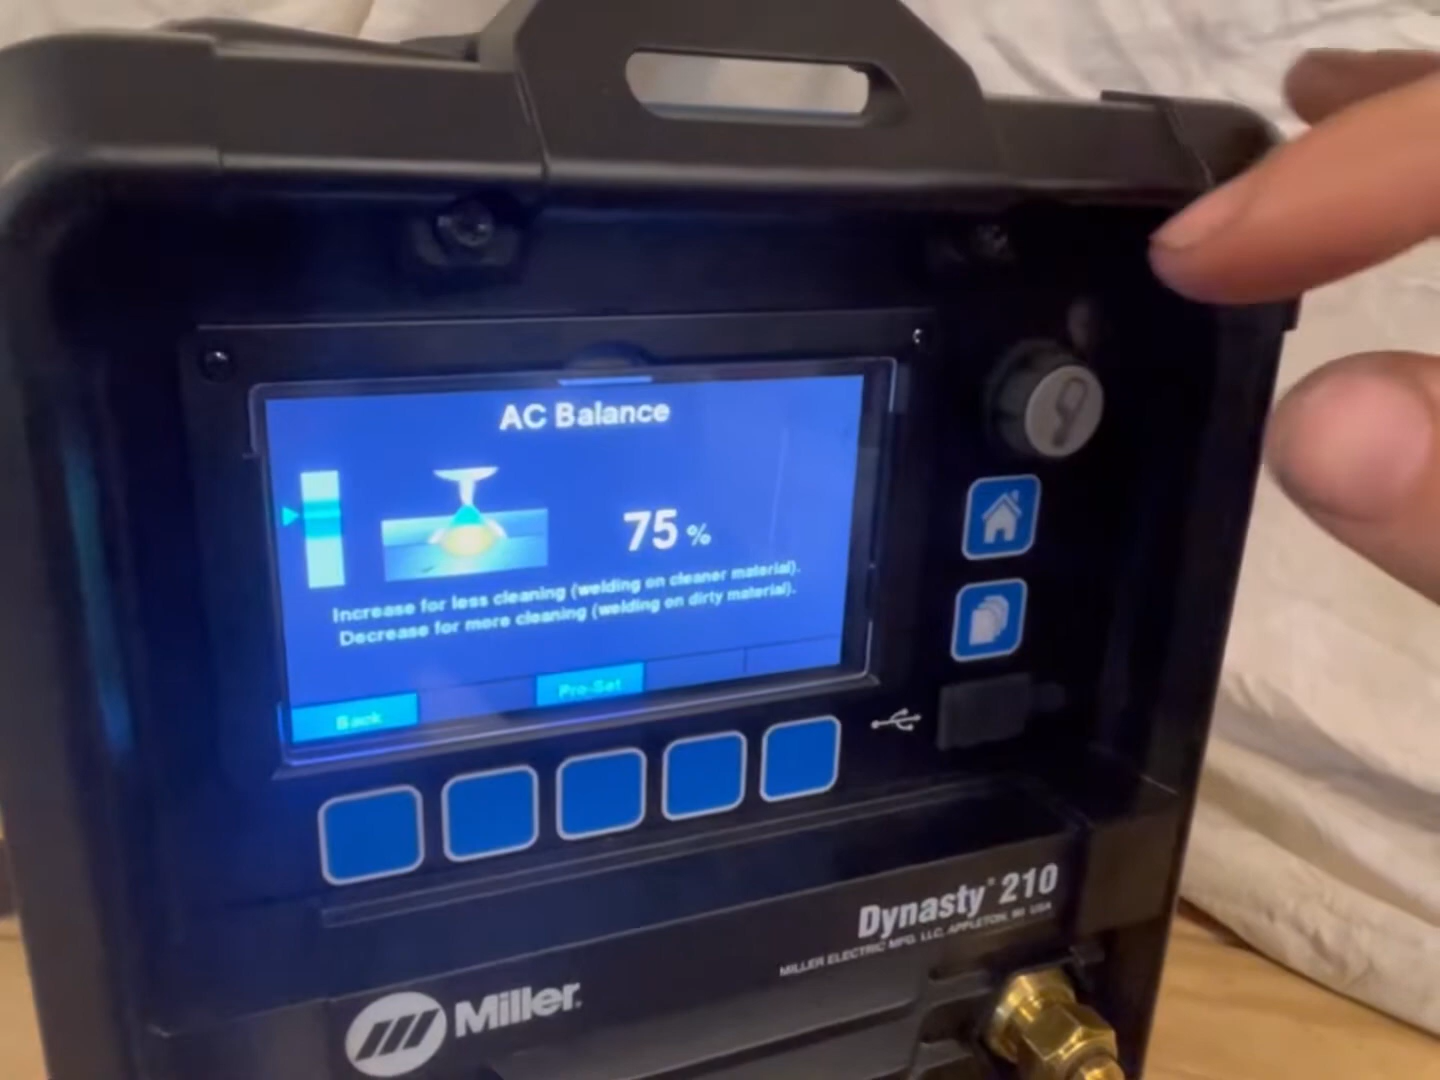 AC Balance
75 %
Increase for less cleaning (welding on cleaner material).
Decrease for more cleaning (welding on dirty material).
Back
Pro-Set
Dynasty® 210
MILLER ELECTRIC MFG. LLC, APPLETON, WI USA
Miller.